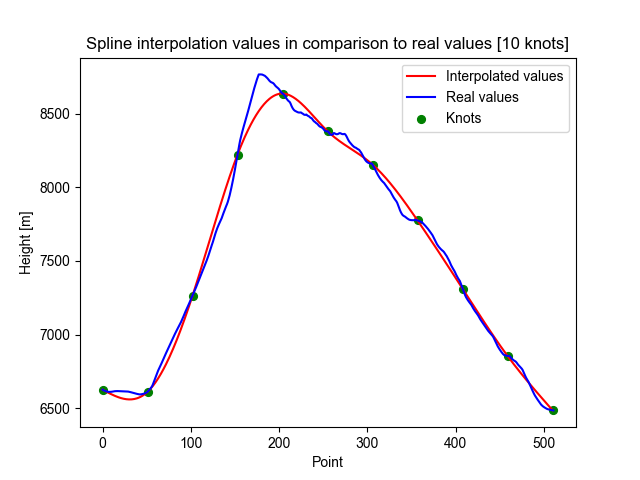 Spline interpolation values in comparison to real values [10 knots]
Interpolated values
Real values
Knots
Height [m]
8500
8000
7500
7000
6500
0 100 200 300 400 500
Point